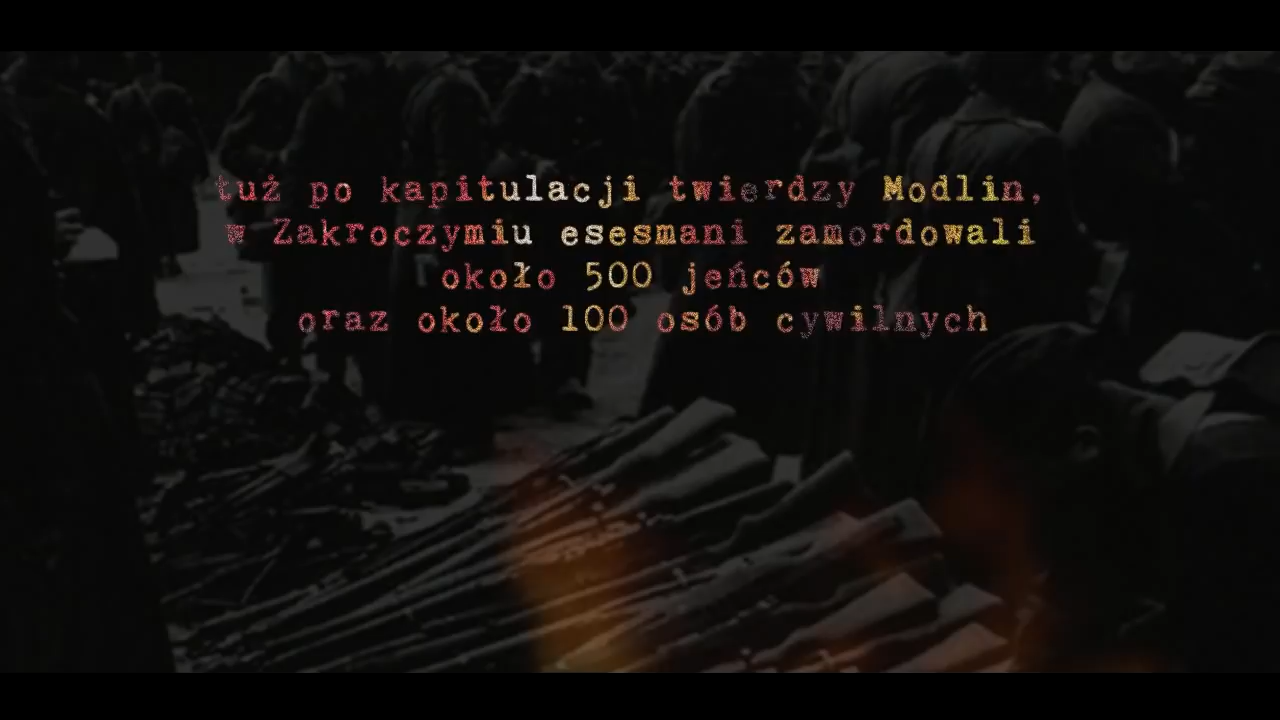 tuż po kapitulacji twierdzy Modlin,
w Zakroczymiu esesmani zamordowali
około 500 jeńców
oraz około 100 osób cywilnych